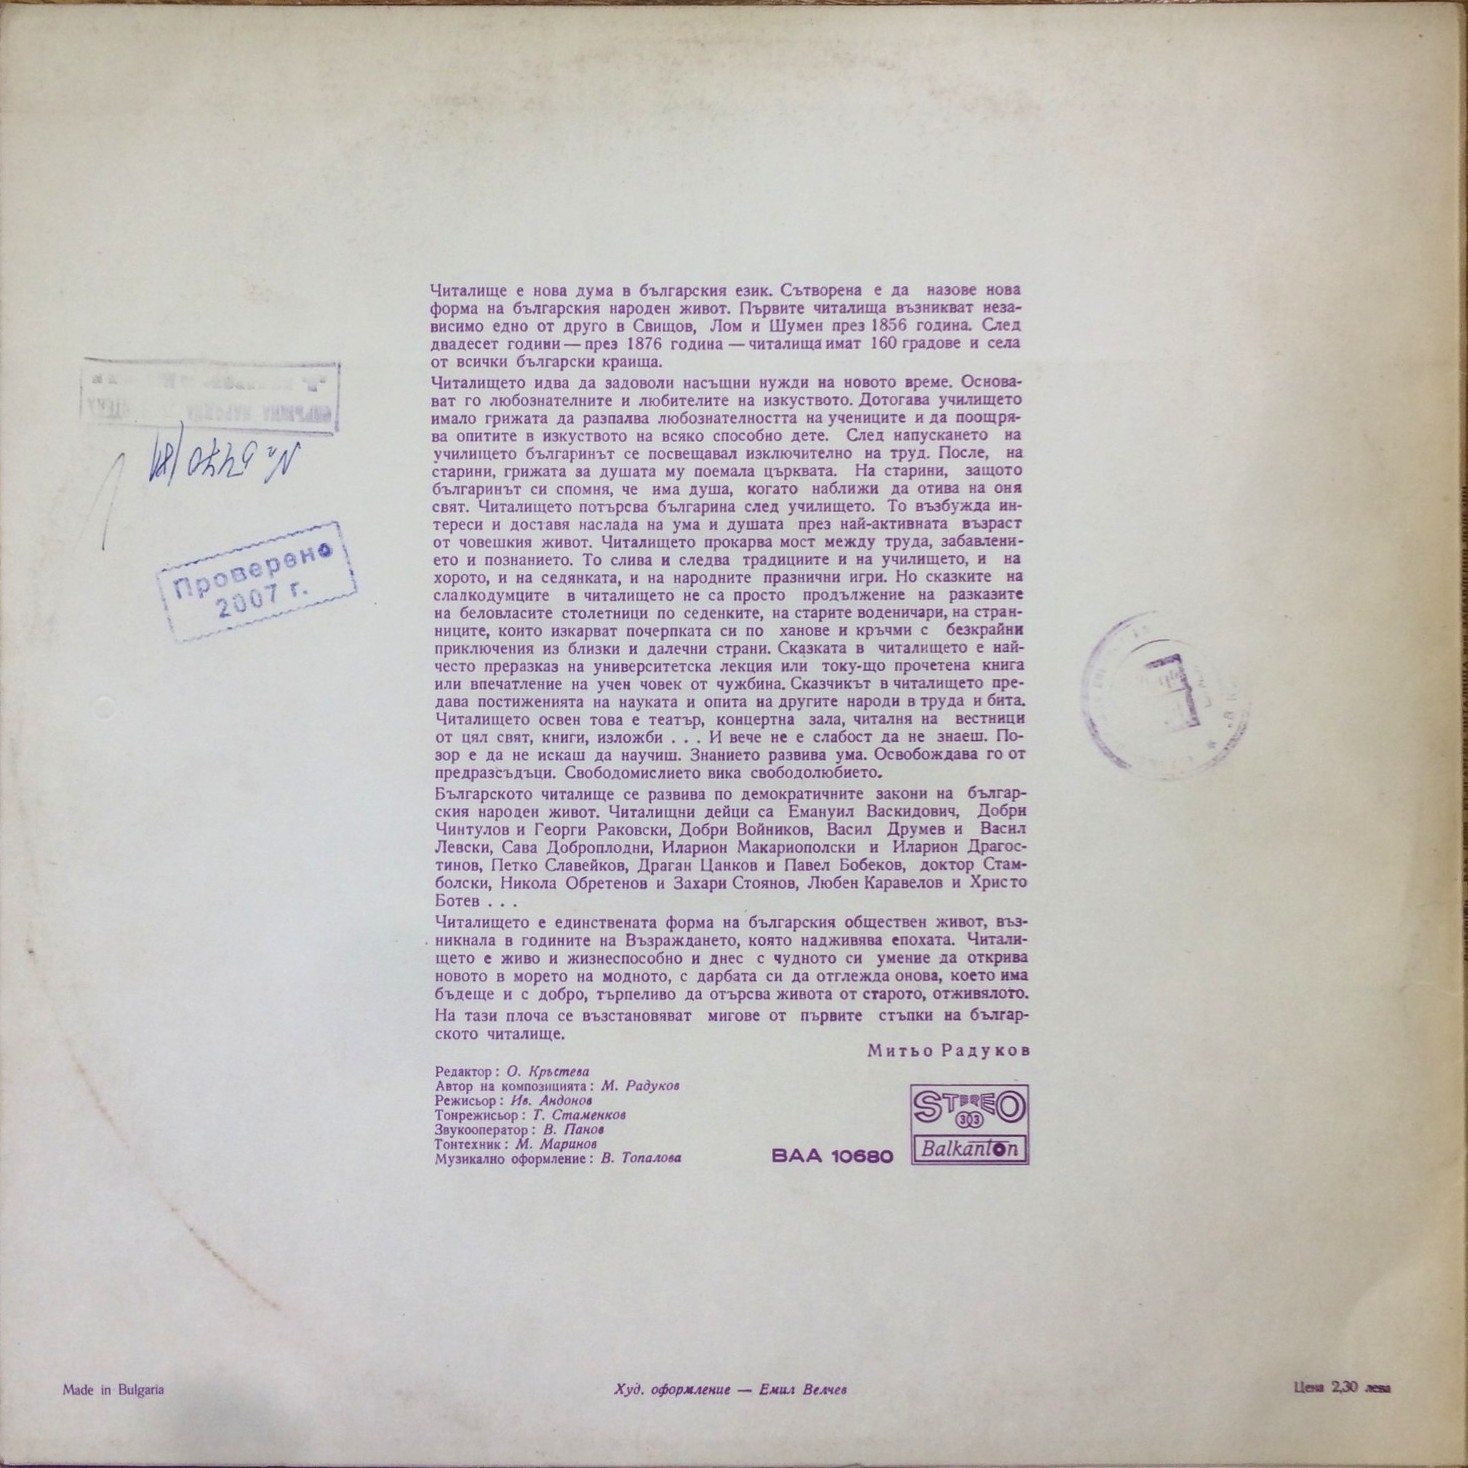 Читалище е нова дума в българския език. Сътворена е да назове нова
форма на българския народен живот. Първите читалища възникват неза-
висимо едно от друго в Свищов, Лом и Шумен през 1856 година. След
двадесет години — през 1876 година — читалища имат 160 градове и села
от всички български краища.
Читалището идва да задоволи насъщни нужди на новото време. Основа-
ват го любознателните и любителите на изкуството. Дотогава училището
имало грижата да разпалва любознателността на учениците и да поощря-
ва опитите в изкуството на всяко способно дете. След напускането на
училището българинът се посвещавал изключително на труд. После, на
старини, грижата за душата му поемала църквата. На старини, защото
българинът си спомня, че има душа, когато наближи да отива на оня
свят. Читалището потърсва българина след училището. То възбужда ин-
тереси и доставя наслада на ума и душата през най-активната възраст
от човешкия живот. Читалището прокарва мост между труда, забавлени-
ето и познанието. То слива и следва традициите и на училището, и на
хорото, и на седянката, и на народните празнични игри. Но сказките на
сладкодумците в читалището не са просто продължение на разказите
на беловласите столетници по седенките, на старите воденичари, на стран-
ниците, които изкарват почерпката си по ханове и кръчми с безкрайни
приключения из близки и далечни страни. Сказката в читалището е най-
често преразказ на университетска лекция или току-що прочетена книга
или впечатление на учен човек от чужбина. Сказчикът в читалището пре-
дава постиженията на науката и опита на другите народи в труда и бита.
Читалището освен това е театър, концертна зала, читалня на вестници
от цял свят, книги, изложби . . . И вече не е слабост да не знаеш. По-
зор е да не искаш да научиш. Знанието развива ума. Освобождава го от
предразсъдъци. Свободомислието вика свободолюбието.
Българското читалище се развива по демократичните закони на българ-
ския народен живот. Читалищни дейци са Емануил Васкидович, Добри
Чинтулов и Георги Раковски, Добри Войников, Васил Друмев и Васил
Левски, Сава Доброплодни, Иларион Макариополски и Иларион Драгос-
тинов, Петко Славейков, Драган Цанков и Павел Бобеков, доктор Стам-
болски, Никола Обретенов и Захари Стоянов, Любен Каравелов и Христо
Ботев . . .
Читалището е единствената форма на българския обществен живот, въз-
никнала в годините на Възраждането, която надживява епохата. Читали-
щето е живо и жизнеспособно и днес с чудното си умение да открива
новото в морето на модното, с дарбата си да отглежда онова, което има
бъдеще и с добро, търпеливо да отърсва живота от старото, отживялото.
На тази плоча се възстановяват мигове от първите стъпки на българ-
ското читалище.
Митьо Радуков
Редактор: О. Кръстева
Автор на композицията: М. Радуков
Режисьор: Ив. Андонов
Тонрежисьор: Т. Стаменков
Звукооператор: В. Панов
Тонтехник: М. Маринов
Музикално оформление: В. Топалова
ВАА 10680
STEREO
33
Balkanton
Проверено
2007 г.
Made in Bulgaria
Худ. оформление — Емил Велчев
Цена 2,30 лева